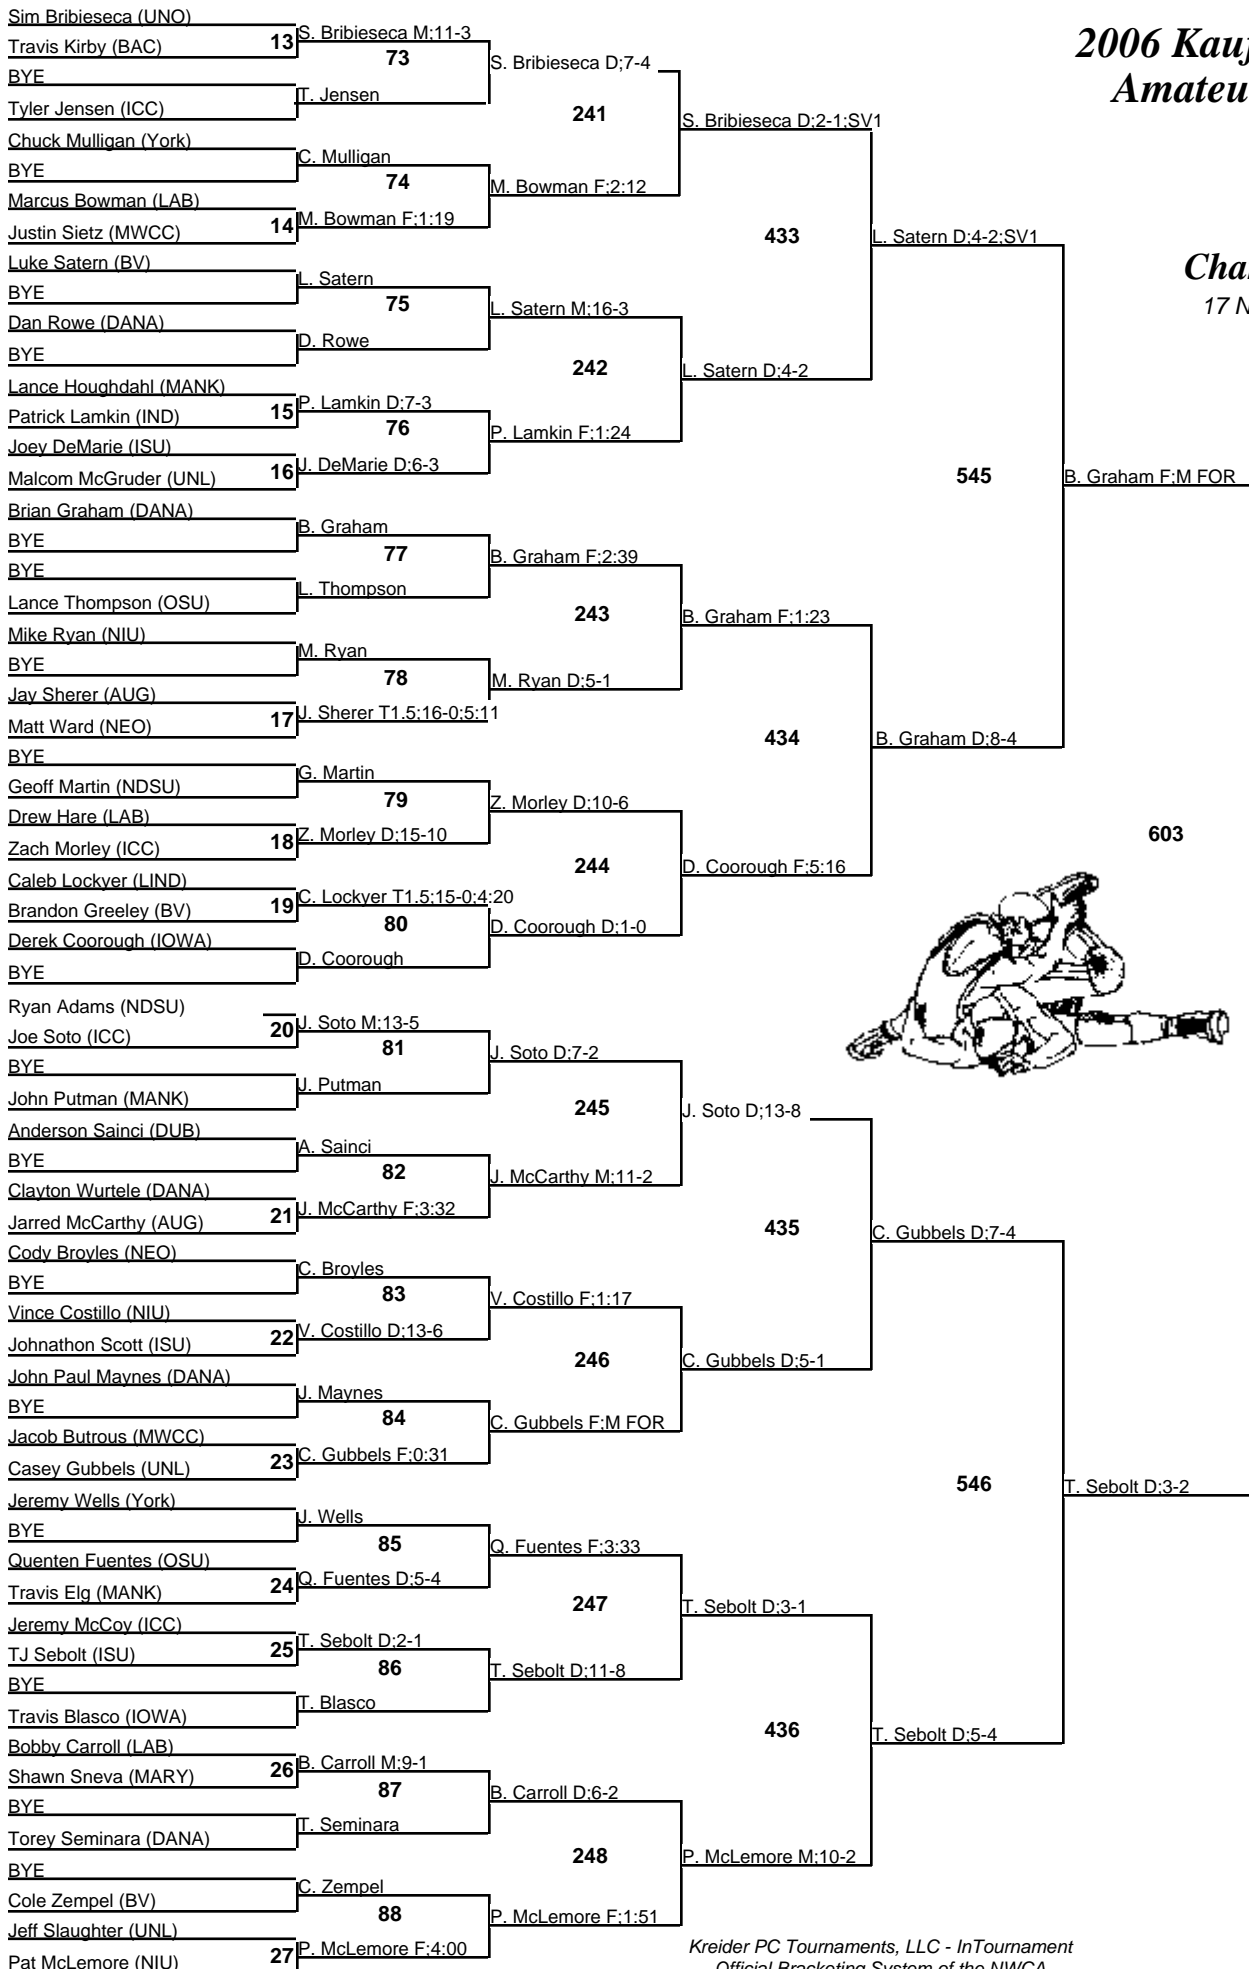 Sim Bribieseca (UNO)
Travis Kirby (BAC)
BYE
Tyler Jensen (ICC)
Chuck Mulligan (York)
BYE
Marcus Bowman (LAB)
Justin Sietz (MWCC)
Luke Satern (BV)
BYE
Dan Rowe (DANA)
BYE
Lance Houghdahl (MANK)
Patrick Lamkin (IND)
Joey DeMarie (ISU)
Malcom McGruder (UNL)
Brian Graham (DANA)
BYE
BYE
Lance Thompson (OSU)
Mike Ryan (NIU)
BYE
Jay Sherer (AUG)
Matt Ward (NEO)
BYE
Geoff Martin (NDSU)
Drew Hare (LAB)
Zach Morley (ICC)
Caleb Lockyer (LIND)
Brandon Greeley (BV)
Derek Coorough (IOWA)
BYE
Ryan Adams (NDSU)
Joe Soto (ICC)
BYE
John Putman (MANK)
Anderson Sainci (DUB)
BYE
Clayton Wurtele (DANA)
Jarred McCarthy (AUG)
Cody Broyles (NEO)
BYE
Vince Costillo (NIU)
Johnathon Scott (ISU)
John Paul Maynes (DANA)
BYE
Jacob Butrous (MWCC)
Casey Gubbels (UNL)
Jeremy Wells (York)
BYE
Quenten Fuentes (OSU)
Travis Elg (MANK)
Jeremy McCoy (ICC)
TJ Sebolt (ISU)
BYE
Travis Blasco (IOWA)
Bobby Carroll (LAB)
Shawn Sneva (MARY)
BYE
Torey Seminara (DANA)
BYE
Cole Zempel (BV)
Jeff Slaughter (UNL)
Pat McLemore (NIU)
13
14
15
16
17
18
19
20
21
22
23
24
25
26
27
S. Bribieseca M;11-3
73
T. Jensen
C. Mulligan
74
M. Bowman F;1:19
L. Satern
75
D. Rowe
P. Lamkin D;7-3
76
J. DeMarie D;6-3
B. Graham
77
L. Thompson
M. Ryan
78
J. Sherer T1.5;16-0;5:11
G. Martin
79
Z. Morley D;15-10
C. Lockyer T1.5;15-0;4:20
80
D. Coorough
J. Soto M;13-5
81
J. Putman
A. Sainci
82
J. McCarthy F;3:32
C. Broyles
83
V. Costillo D;13-6
J. Maynes
84
C. Gubbels F;0:31
J. Wells
85
Q. Fuentes D;5-4
T. Sebolt D;2-1
86
T. Blasco
B. Carroll M;9-1
87
T. Seminara
C. Zempel
88
P. McLemore F;4:00
S. Bribieseca D;7-4
241
M. Bowman F;2:12
L. Satern M;16-3
242
P. Lamkin F;1:24
B. Graham F;2:39
243
M. Ryan D;5-1
Z. Morley D;10-6
244
D. Coorough D;1-0
J. Soto D;7-2
245
J. McCarthy M;11-2
V. Costillo F;1:17
246
C. Gubbels F;M FOR
Q. Fuentes F;3:33
247
T. Sebolt D;11-8
B. Carroll D;6-2
248
P. McLemore F;1:51
S. Bribieseca D;2-1;SV1
433
L. Satern D;4-2
B. Graham F;1:23
434
D. Coorough F;5:16
J. Soto D;13-8
435
C. Gubbels D;5-1
T. Sebolt D;3-1
436
P. McLemore M;10-2
L. Satern D;4-2;SV1
545
B. Graham D;8-4
C. Gubbels D;7-4
546
T. Sebolt D;5-4
B. Graham F;M FOR
603
T. Sebolt D;3-2
2006 Kauf
Amateu
Cha
17 N
Kreider PC Tournaments, LLC - InTournament
Official Bracketing System of the NWCA